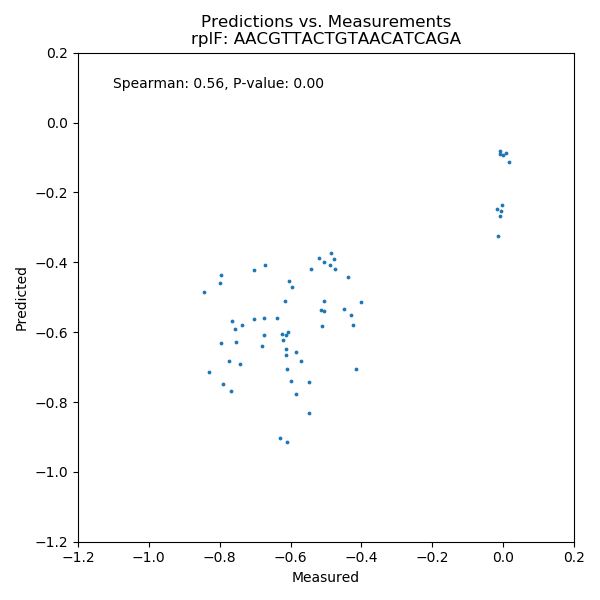 Predictions vs. Measurements
rplF: AACGTTACTGTAACATCAGA
Spearman: 0.56, P-value: 0.00
0.2
0.0
−0.2
−0.4
−0.6
−0.8
−1.0
−1.2
Predicted
−1.2 −1.0 −0.8 −0.6 −0.4 −0.2 0.0 0.2
Measured